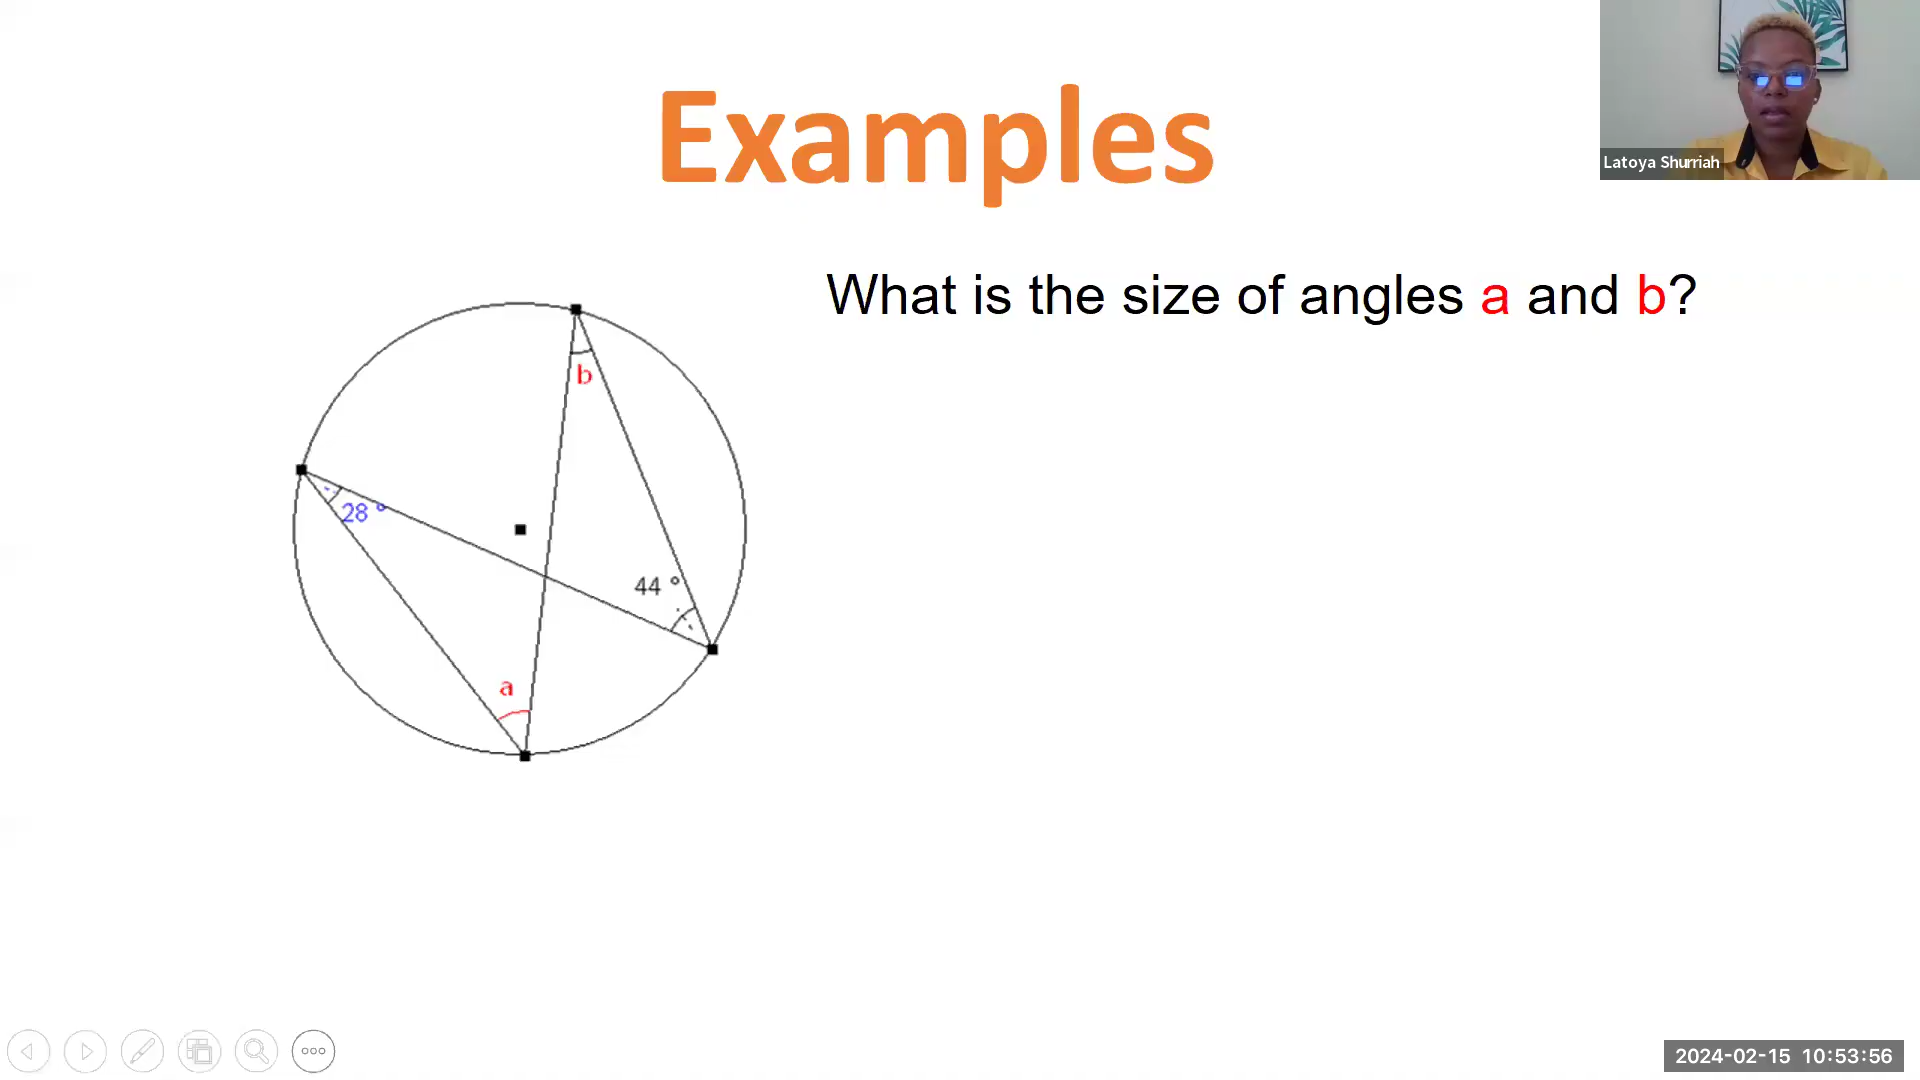 Examples
Latoya Shurriah
What is the size of angles a and b?
b
28 °
44 °
a
2024-02-15 10:53:56